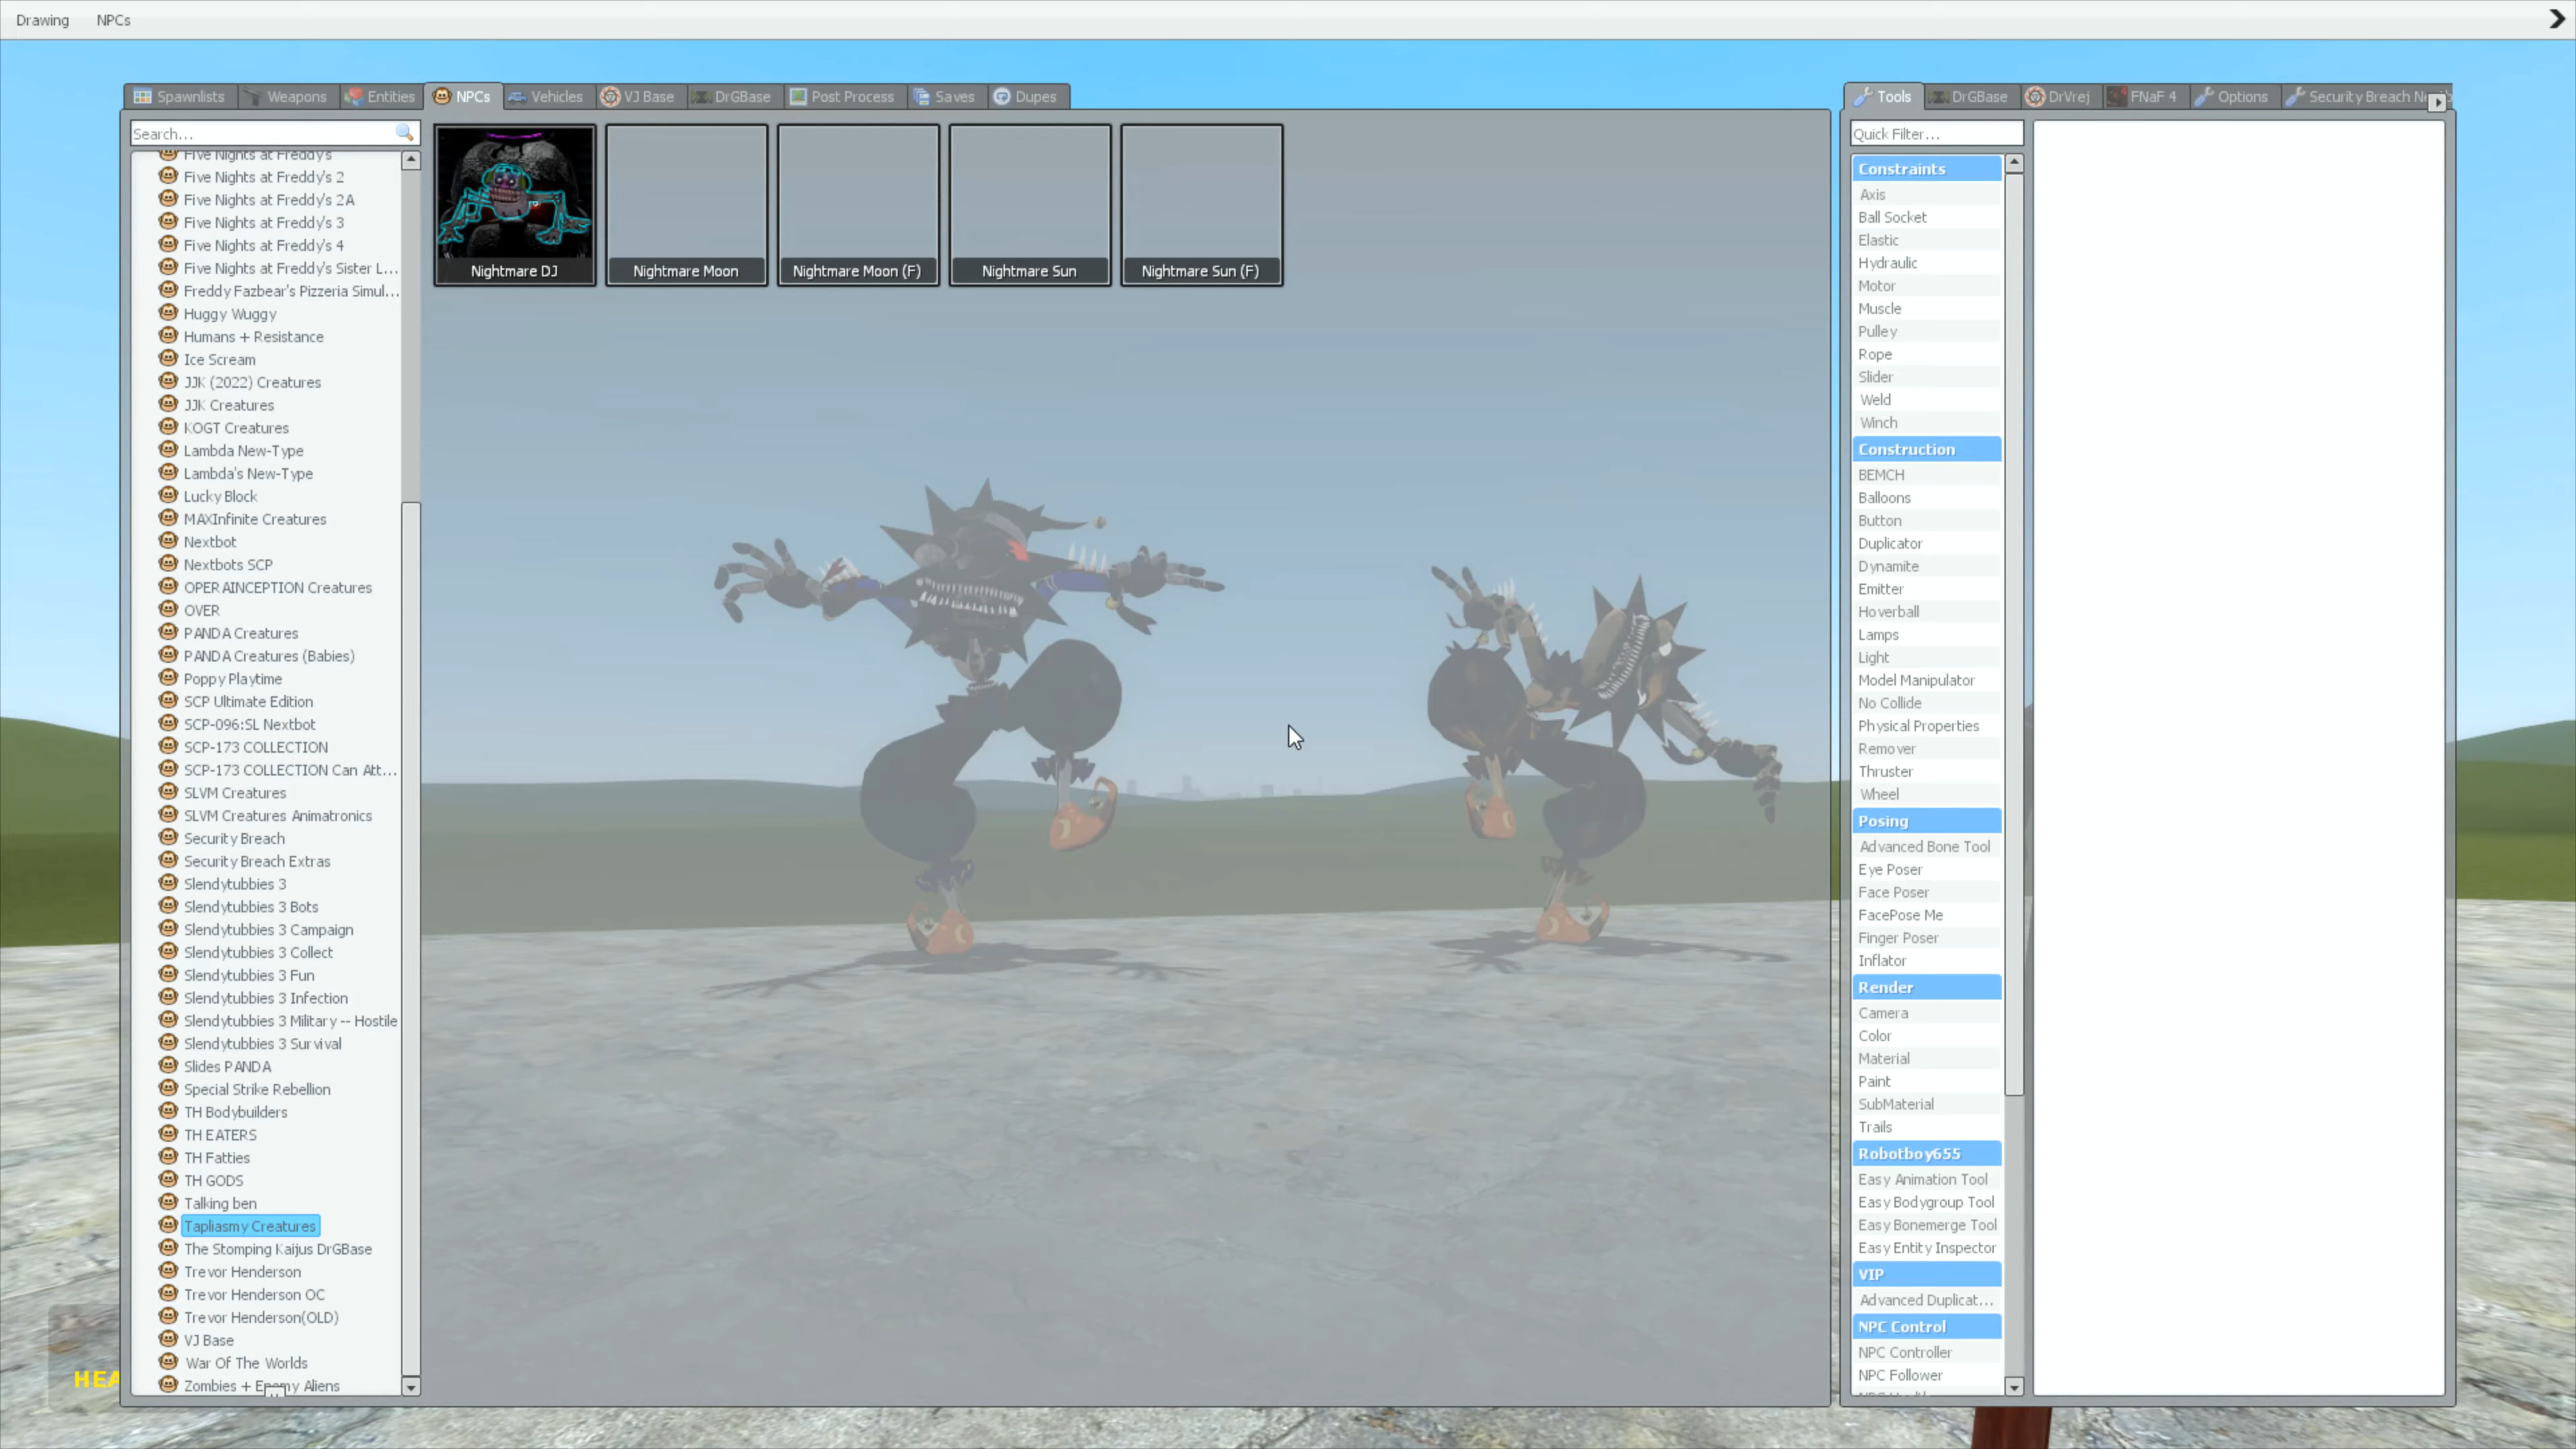 Drawing NPCs
Spawnlists Weapons Entities NPCs Vehicles VJ Base DrGBase Post Process Saves Dupes
Search...
Five Nights at Freddy's
Five Nights at Freddy's 2
Five Nights at Freddy's 2A
Five Nights at Freddy's 3
Five Nights at Freddy's 4
Five Nights at Freddy's Sister L...
Freddy Fazbear's Pizzeria Simul...
Huggy Wuggy
Humans + Resistance
Ice Scream
JJK (2022) Creatures
JJK Creatures
KOGT Creatures
Lambda New-Type
Lambda's New-Type
Lucky Block
MAXInfinite Creatures
Nextbot
Nextbots SCP
OPERAINCEPTION Creatures
OVER
PANDA Creatures
PANDA Creatures (Babies)
Poppy Playtime
SCP Ultimate Edition
SCP-096:SL Nextbot
SCP-173 COLLECTION
SCP-173 COLLECTION Can Att...
SLVM Creatures
SLVM Creatures Animatronics
Security Breach
Security Breach Extras
Slendytubbies 3
Slendytubbies 3 Bots
Slendytubbies 3 Campaign
Slendytubbies 3 Collect
Slendytubbies 3 Fun
Slendytubbies 3 Infection
Slendytubbies 3 Military -- Hostile
Slendytubbies 3 Survival
Slides PANDA
Special Strike Rebellion
TH Bodybuilders
TH EATERS
TH Fatties
TH GODS
Talking ben
Tapliasmy Creatures
The Stomping Kaijus DrGBase
Trevor Henderson
Trevor Henderson OC
Trevor Henderson(OLD)
VJ Base
War Of The Worlds
Zombies + Enemy Aliens
HEA
Nightmare DJ Nightmare Moon Nightmare Moon (F) Nightmare Sun Nightmare Sun (F)
Tools DrGBase DrVrej FNaF 4 Options Security Breach
Quick Filter...
Constraints
Axis
Ball Socket
Elastic
Hydraulic
Motor
Muscle
Pulley
Rope
Slider
Weld
Winch
Construction
BEMCH
Balloons
Button
Duplicator
Dynamite
Emitter
Hoverball
Lamps
Light
Model Manipulator
No Collide
Physical Properties
Remover
Thruster
Wheel
Posing
Advanced Bone Tool
Eye Poser
Face Poser
FacePose Me
Finger Poser
Inflator
Render
Camera
Color
Material
Paint
SubMaterial
Trails
Robotboy655
Easy Animation Tool
Easy Bodygroup Tool
Easy Bonemerge Tool
Easy Entity Inspector
VIP
Advanced Duplicat...
NPC Control
NPC Controller
NPC Follower